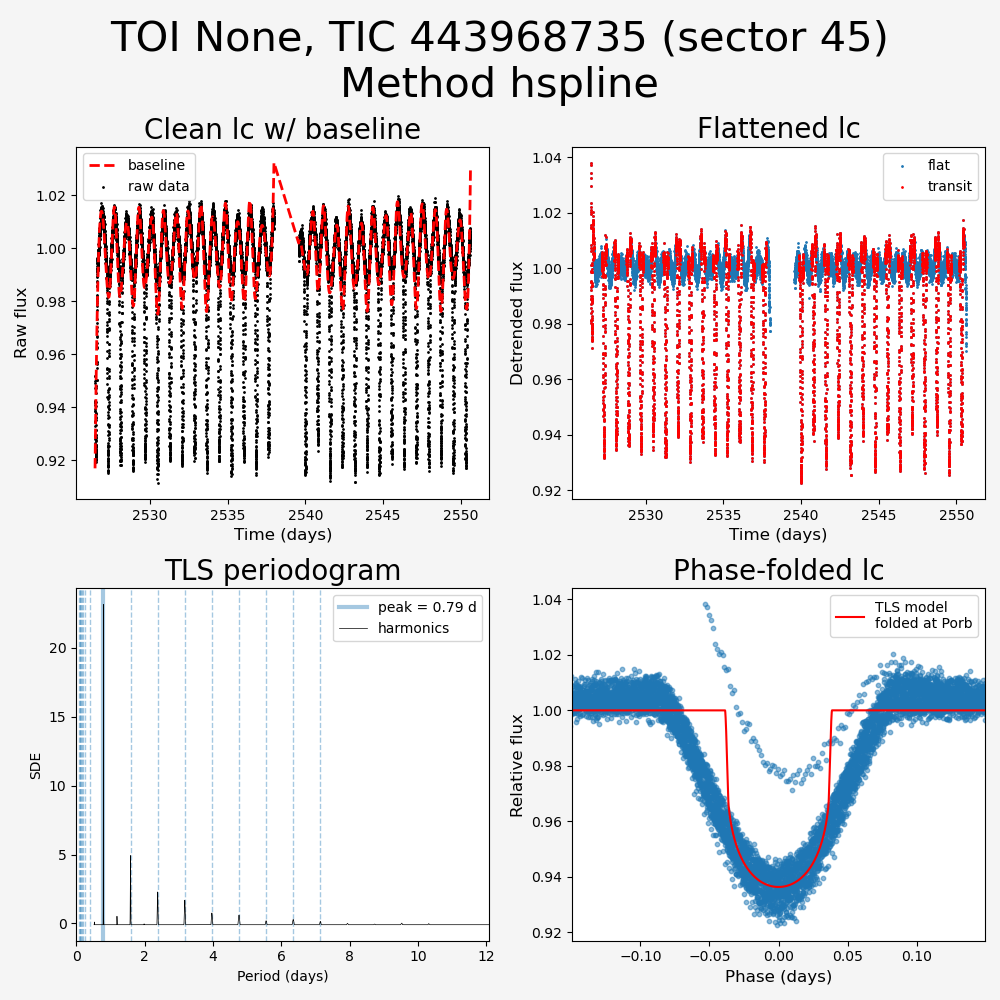 TOI None, TIC 443968735 (sector 45)
Method hspline
Clean lc w/ baseline
baseline
raw data
1.02
1.00
0.98
0.96
0.94
0.92
Raw flux
2530
2535
2540
2545
2550
Time (days)
Flattened lc
flat
transit
1.04
1.02
1.00
0.98
0.96
0.94
0.92
Detrended flux
2530
2535
2540
2545
2550
Time (days)
TLS periodogram
peak = 0.79 d
harmonics
20
15
10
5
0
SDE
0
2
4
6
8
10
12
Period (days)
Phase-folded lc
TLS model
folded at Porb
1.04
1.02
1.00
0.98
0.96
0.94
0.92
Relative flux
−0.10
−0.05
0.00
0.05
0.10
Phase (days)